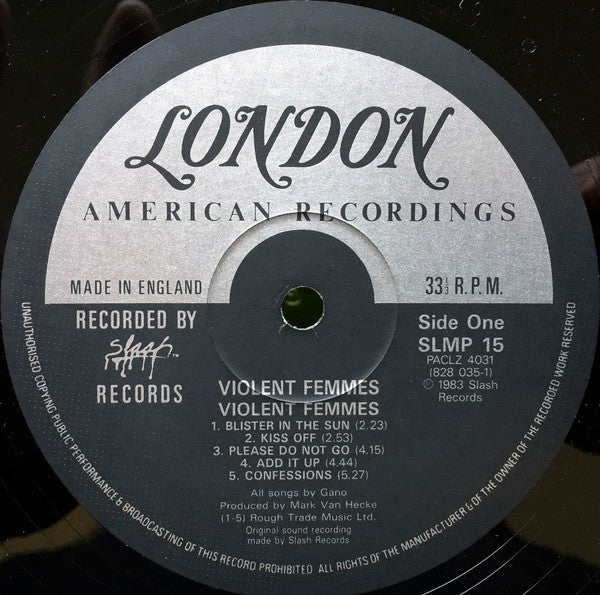 LONDON
AMERICAN RECORDINGS
MADE IN ENGLAND
33⅓ R.P.M.
RECORDED BY
Slash™
RECORDS
Side One
SLMP 15
PACLZ 4031
(828 035-1)
℗ 1983 Slash
Records
VIOLENT FEMMES
VIOLENT FEMMES
1. BLISTER IN THE SUN (2.23)
2. KISS OFF (2.53)
3. PLEASE DO NOT GO (4.15)
4. ADD IT UP (4.44)
5. CONFESSIONS (5.27)
All songs by Gano
Produced by Mark Van Hecke
(1-5) Rough Trade Music Ltd.
Original sound recording
made by Slash Records
UNAUTHORISED COPYING PUBLIC PERFORMANCE & BROADCASTING OF THIS RECORD PROHIBITED. ALL RIGHTS OF THE MANUFACTURER & OF THE OWNER OF THE RECORDED WORK RESERVED